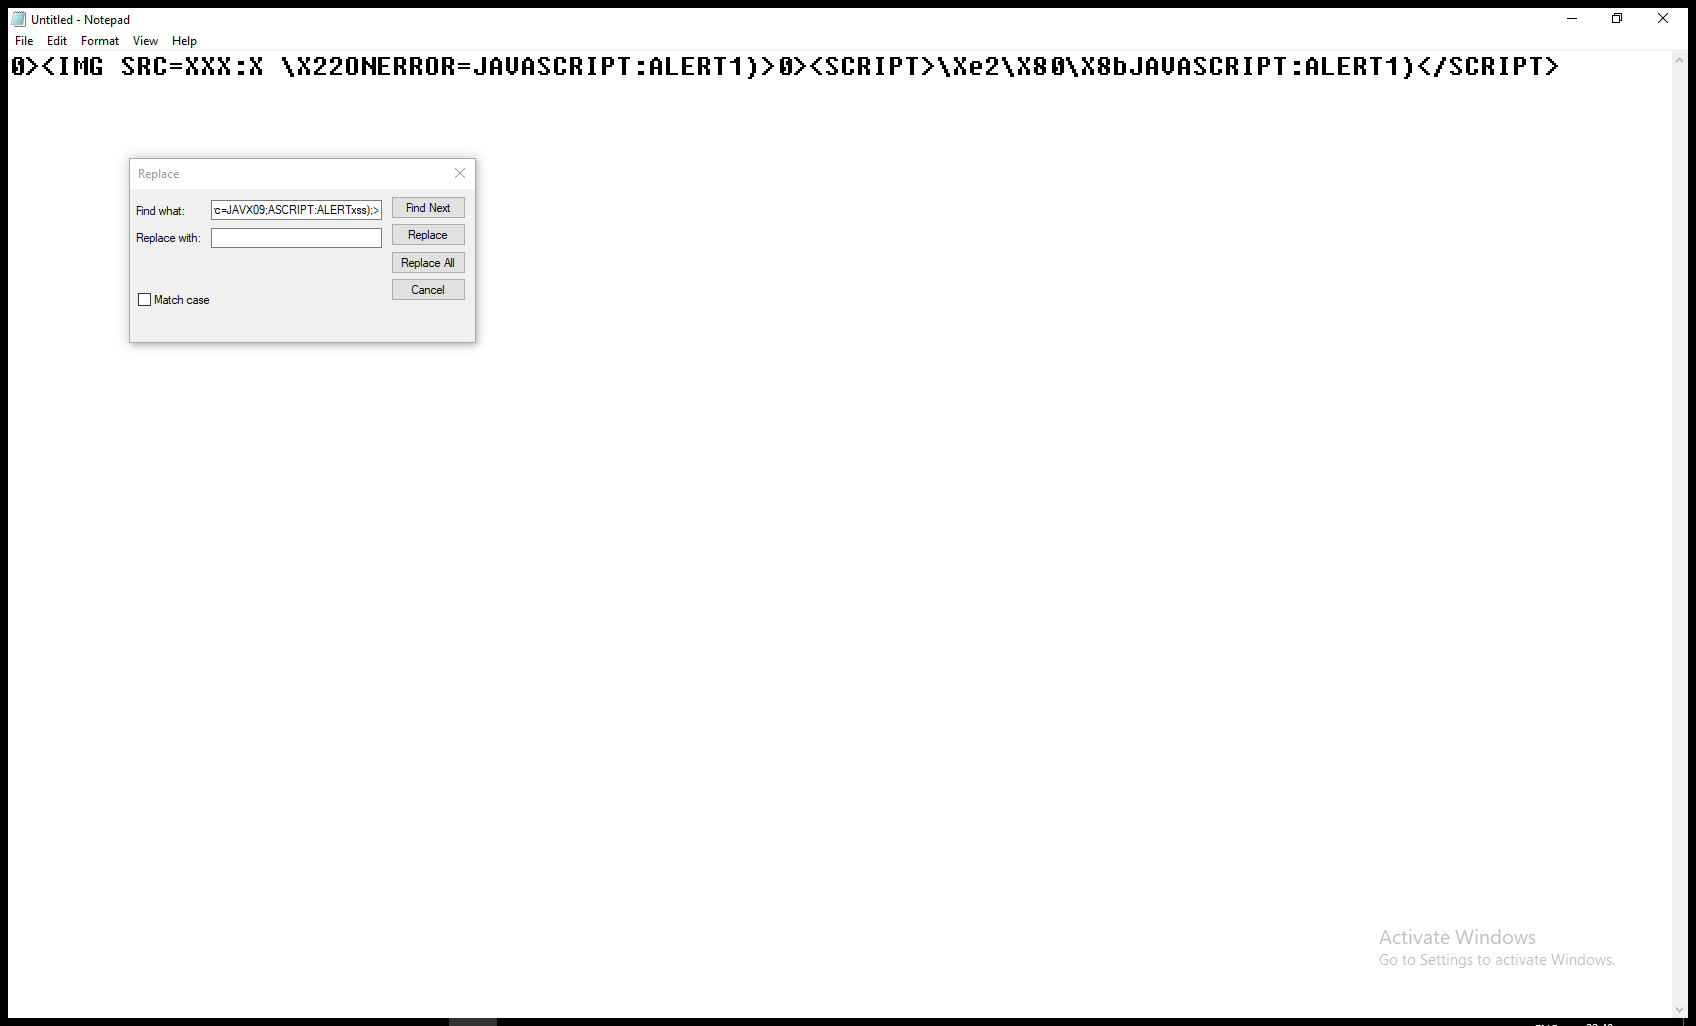 Untitled - Notepad
File Edit Format View Help
0><IMG SRC=XXX:X \X22ONERROR=JAVASCRIPT:ALERT1)>0><SCRIPT>\Xe2\X80\X8bJAVASCRIPT:ALERT1)</SCRIPT>
Replace
Find what: c=JAVX09;ASCRIPT:ALERTxss);> Find Next
Replace with: Replace
Replace All
Cancel
Match case
Activate Windows
Go to Settings to activate Windows.